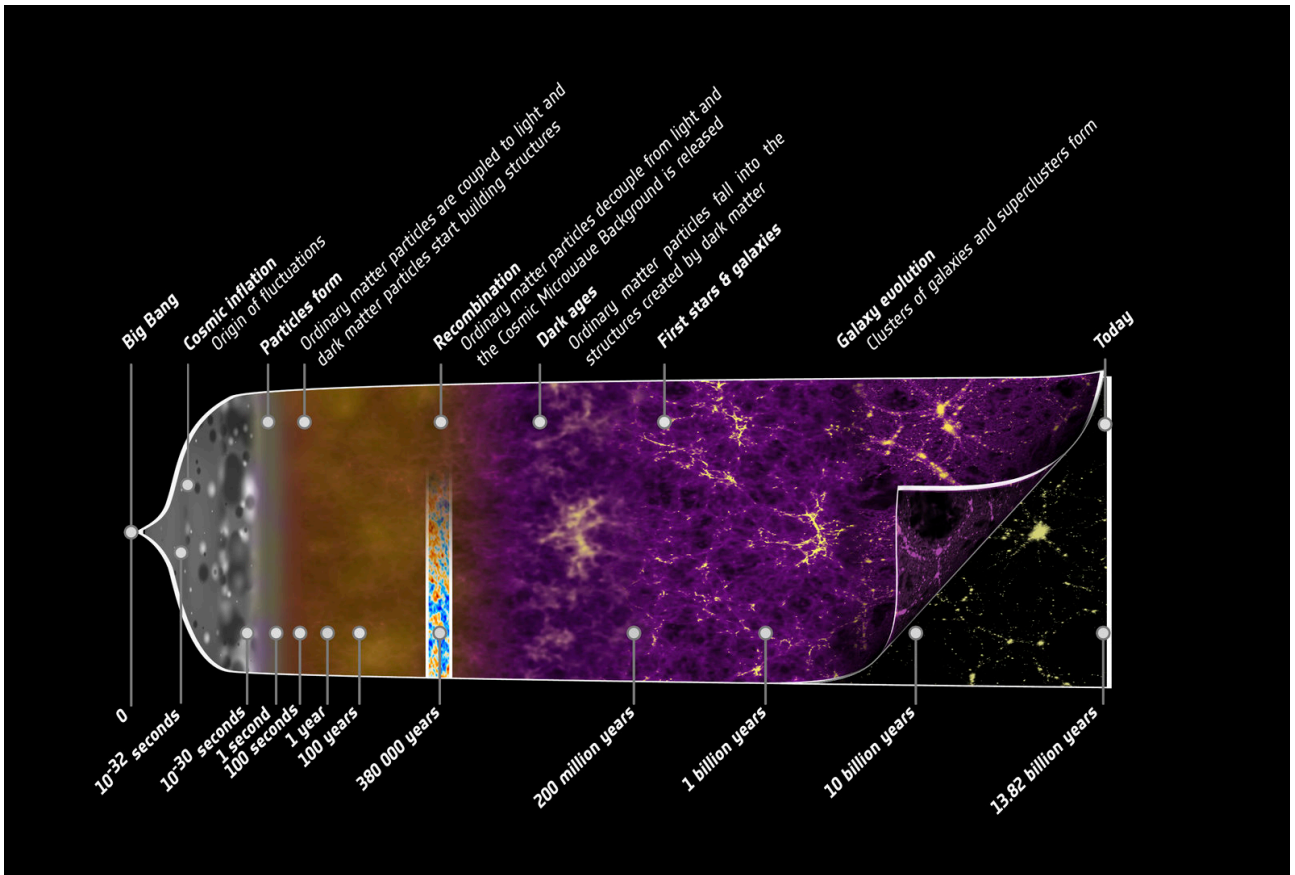 Big Bang
Cosmic inflation
Origin of fluctuations
Particles form
Ordinary matter particles are coupled to light and
dark matter particles start building structures
Recombination
Ordinary matter particles decouple from light and
the Cosmic Microwave Background is released
Dark ages
Ordinary matter particles fall into the
structures created by dark matter
First stars & galaxies
Galaxy evolution
Clusters of galaxies and superclusters form
Today
0
10-32 seconds
10-30 seconds
1 second
100 seconds
1 year
100 years
380 000 years
200 million years
1 billion years
10 billion years
13.82 billion years